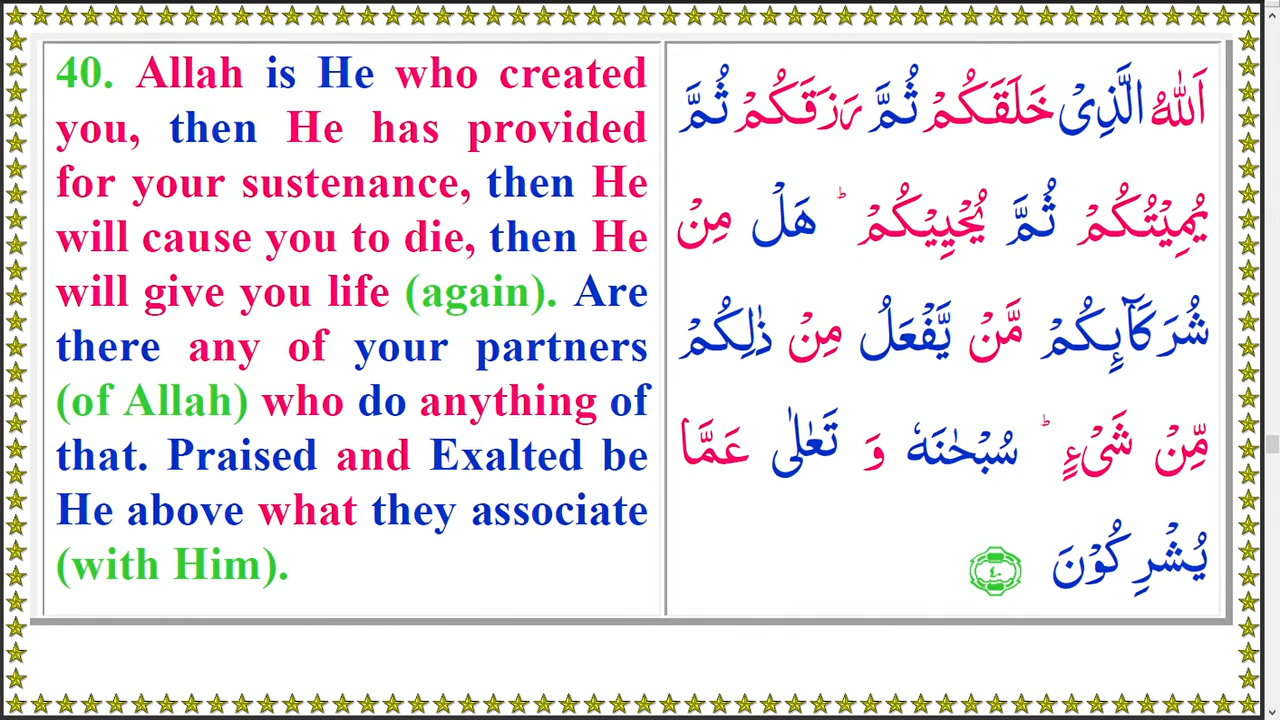 40. Allah is He who created
you, then He has provided
for your sustenance, then He
will cause you to die, then He
will give you life (again). Are
there any of your partners
(of Allah) who do anything of
that. Praised and Exalted be
He above what they associate
(with Him).
اَللّٰهُ الَّذِیْ خَلَقَكُمْ ثُمَّ رَزَقَكُمْ ثُمَّ
یُمِیْتُكُمْ ثُمَّ یُحْیِیْكُمْ ؕ هَلْ مِنْ
شُرَكَآئِكُمْ مَّنْ یَّفْعَلُ مِنْ ذٰلِكُمْ
مِّنْ شَیْءٍ ؕ سُبْحٰنَهٗ وَ تَعٰلٰی عَمَّا
یُشْرِكُوْنَ ۴۰